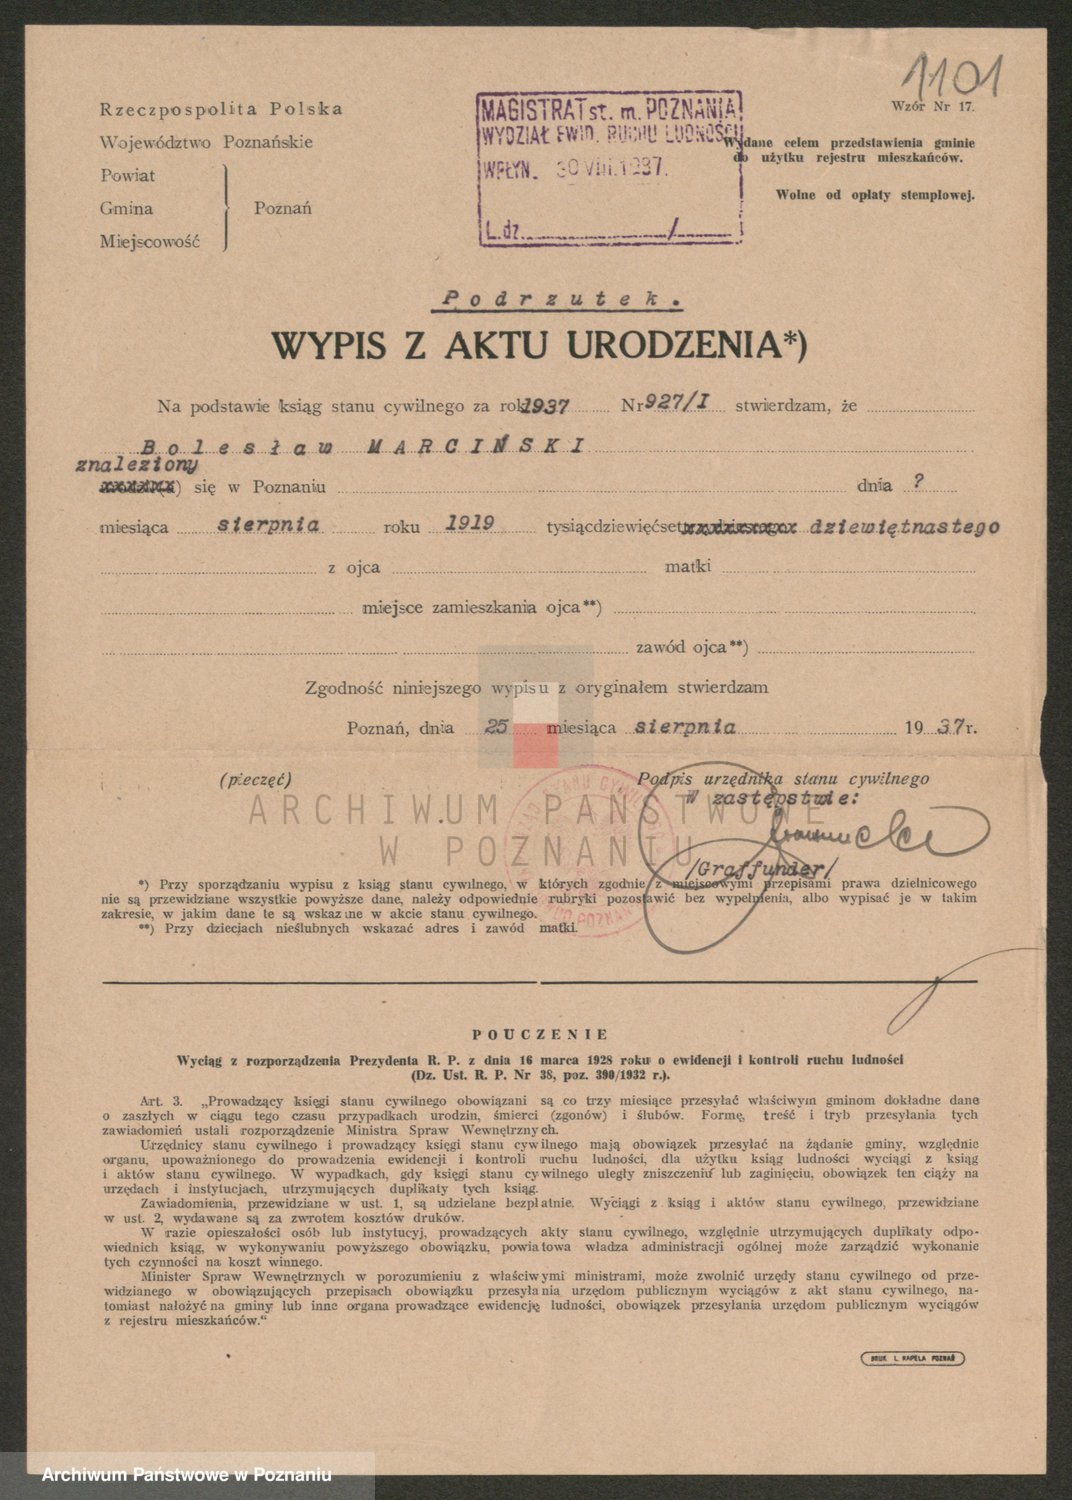 1101
Rzeczpospolita Polska
Województwo Poznańskie
Powiat
Gmina Poznań
Miejscowość
MAGISTRAT st. m. POZNANIA
WYDZIAŁ EWID. RUCHU LUDNOŚCI
WPŁYN. 30 VIII. 1937.
L. dz. /
Wzór Nr 17.
Wydane celem przedstawienia gminie
do użytku rejestru mieszkańców.
Wolne od opłaty stemplowej.
Podrzutek.
WYPIS Z AKTU URODZENIA*)
Na podstawie ksiąg stanu cywilnego za rok 1937 Nr 927/I stwierdzam, że
Bolesław MARCIŃSKI
znaleziony
się w Poznaniu dnia ?
miesiąca sierpnia roku 1919 tysiącdziewięćset dziewiętnastego
z ojca matki
miejsce zamieszkania ojca**)
zawód ojca**)
Zgodność niniejszego wypisu z oryginałem stwierdzam
Poznań, dnia 25 miesiąca sierpnia 1937 r.
(pieczęć) Podpis urzędnika stanu cywilnego
W zastępstwie:
ARCHIWUM PAŃSTWOWE
W POZNANIU
/Graffunder/
*) Przy sporządzaniu wypisu z ksiąg stanu cywilnego, w których zgodnie z miejscowymi przepisami prawa dzielnicowego
nie są przewidziane wszystkie powyższe dane, należy odpowiednie rubryki pozostawić bez wypełnienia, albo wypisać je w takim
zakresie, w jakim dane te są wskazane w akcie stanu cywilnego.
**) Przy dzieciach nieślubnych wskazać adres i zawód matki.
POUCZENIE
Wyciąg z rozporządzenia Prezydenta R. P. z dnia 16 marca 1928 roku o ewidencji i kontroli ruchu ludności
(Dz. Ust. R. P. Nr 38, poz. 390/1932 r.).
Art. 3. „Prowadzący księgi stanu cywilnego obowiązani są co trzy miesiące przesyłać właściwym gminom dokładne dane
o zaszłych w ciągu tego czasu przypadkach urodzin, śmierci (zgonów) i ślubów. Formę, treść i tryb przesyłania tych
zawiadomień ustali rozporządzenie Ministra Spraw Wewnętrznych.
Urzędnicy stanu cywilnego i prowadzący księgi stanu cywilnego mają obowiązek przesyłać na żądanie gminy, względnie
organu, upoważnionego do prowadzenia ewidencji i kontroli ruchu ludności, dla użytku ksiąg ludności wyciągi z ksiąg
i aktów stanu cywilnego. W wypadkach, gdy księgi stanu cywilnego uległy zniszczeniu lub zaginięciu, obowiązek ten ciąży na
urzędach i instytucjach, utrzymujących duplikaty tych ksiąg.
Zawiadomienia, przewidziane w ust. 1, są udzielane bezpłatnie. Wyciągi z ksiąg i aktów stanu cywilnego, przewidziane
w ust. 2, wydawane są za zwrotem kosztów druków.
W razie opieszałości osób lub instytucyj, prowadzących akty stanu cywilnego, względnie utrzymujących duplikaty odpo-
wiednich ksiąg, w wykonywaniu powyższego obowiązku, powiatowa władza administracji ogólnej może zarządzić wykonanie
tych czynności na koszt winnego.
Minister Spraw Wewnętrznych w porozumieniu z właściwymi ministrami, może zwolnić urzędy stanu cywilnego od prze-
widzianego w obowiązujących przepisach obowiązku przesyłania urzędom publicznym wyciągów z akt stanu cywilnego, na-
tomiast nałożyć na gminy lub inne organa prowadzące ewidencję ludności, obowiązek przesyłania urzędom publicznym wyciągów
z rejestru mieszkańców.“
DRUK. L. KAPELA POZNAŃ
Archiwum Państwowe w Poznaniu